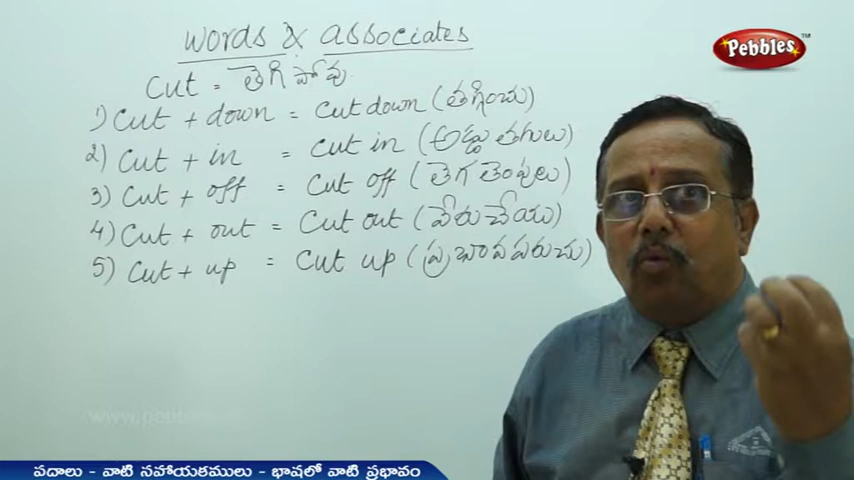 words & associates
Pebbles
cut = తెగిపోవు
1) cut + down = cut down (తగ్గించు)
2) cut + in = cut in (అడ్డు తగులు)
3) cut + off = cut off (తెగ తెంపులు)
4) cut + out = cut out (వేరు చేయు)
5) cut + up = cut up (ప్రభావ పరుచు)
పదాలు - వాటి సహాయకములు - భాషలో వాటి ప్రభావం